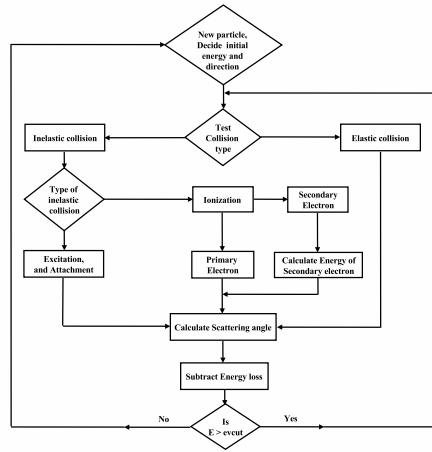 New particle,
Decide initial
energy and
direction
Test
Collision
type
Inelastic collision
Elastic collision
Type of
inelastic
collision
Ionization
Secondary
Electron
Excitation,
and Attachment
Primary
Electron
Calculate Energy of
Secondary electron
Calculate Scattering angle
Subtract Energy loss
No
Is
E > evcut
Yes